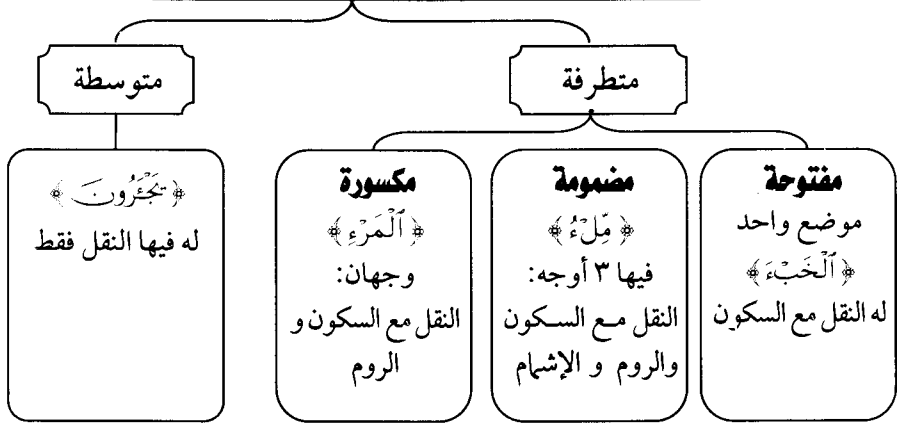 متطرفة
متوسطة
مفتوحة
موضع واحد
﴿ٱلْخَبْءَ﴾
له النقل مع السكون
مضمومة
﴿مِّلْءُ﴾
فيها ٣ أوجه:
النقل مع السكون
والروم و الإشمام
مكسورة
﴿ٱلْمَرْءِ﴾
وجهان:
النقل مع السكون و
الروم
﴿تَجْـَٔرُونَ﴾
له فيها النقل فقط